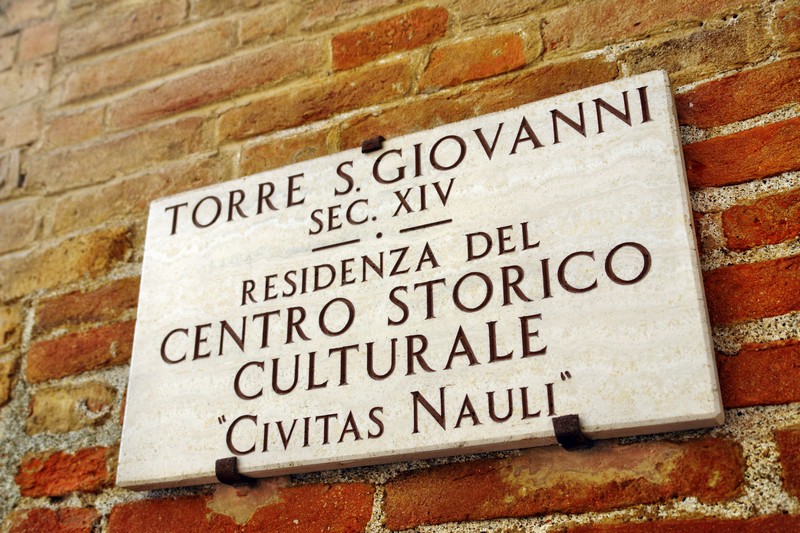 TORRE S. GIOVANNI
SEC. XIV
RESIDENZA DEL
CENTRO STORICO
CULTURALE
"CIVITAS NAULI"